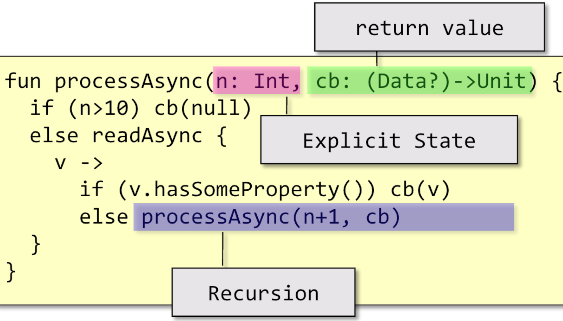 return value
fun processAsync(n: Int, cb: (Data?)->Unit) {
if (n>10) cb(null)
else readAsync {
Explicit State
v ->
if (v.hasSomeProperty()) cb(v)
else processAsync(n+1, cb)
}
}
Recursion